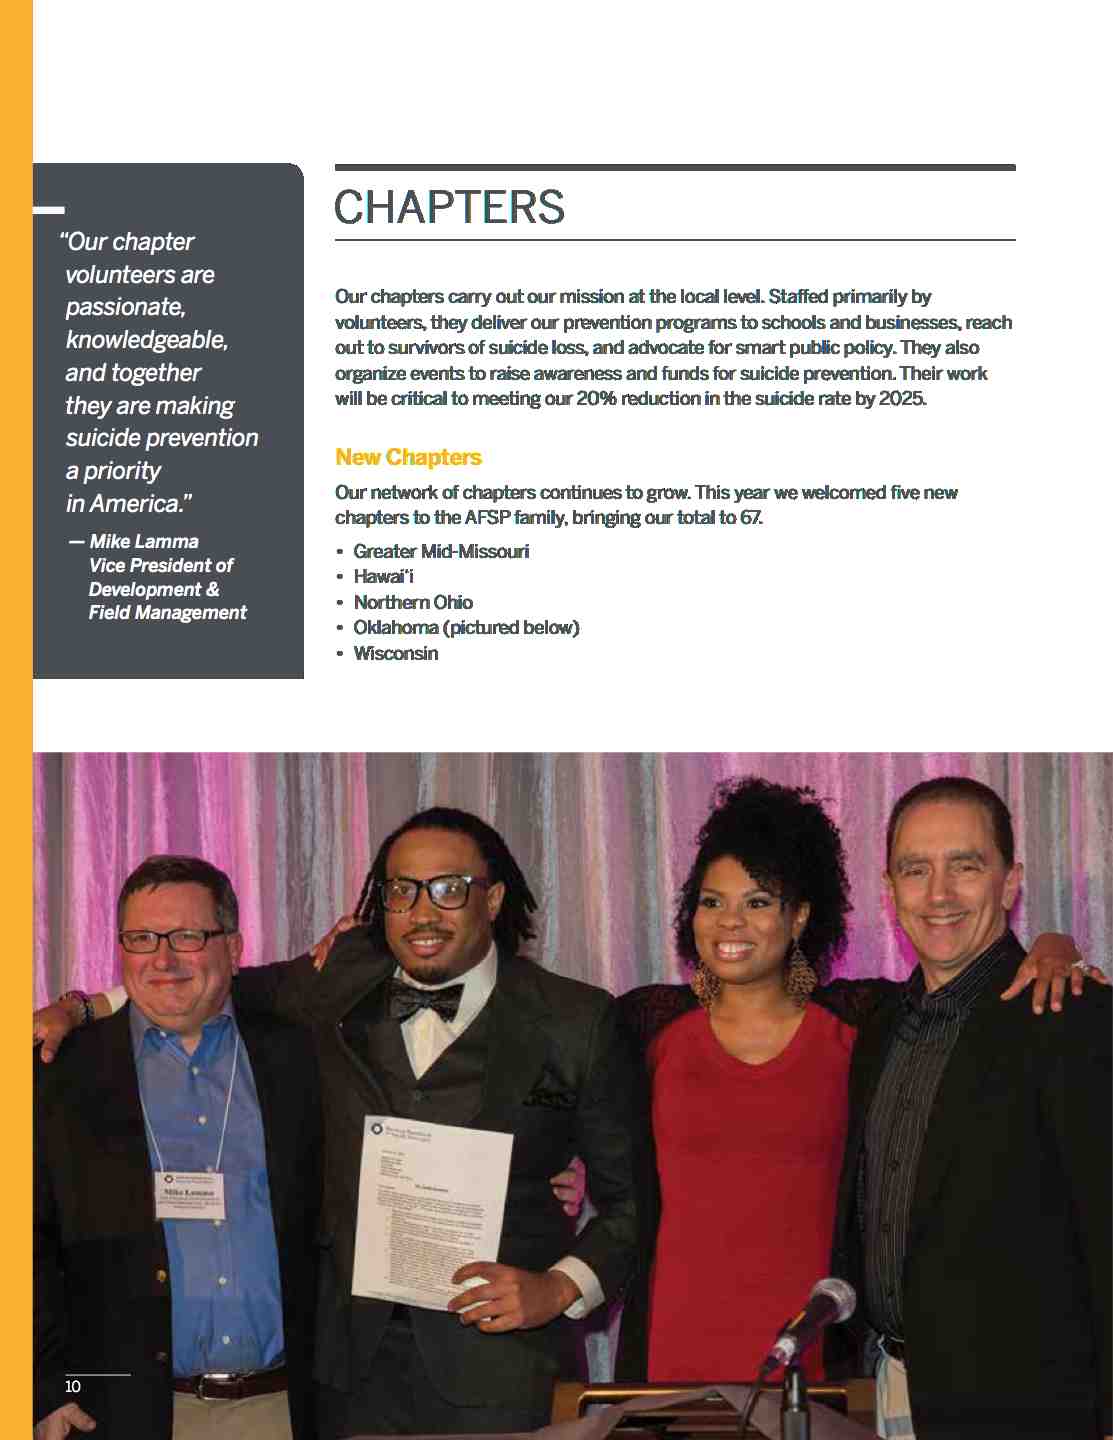 “Our chapter
volunteers are
passionate,
knowledgeable,
and together
they are making
suicide prevention
a priority
in America.”
— Mike Lamma
Vice President of
Development &
Field Management
CHAPTERS
Our chapters carry out our mission at the local level. Staffed primarily by
volunteers, they deliver our prevention programs to schools and businesses, reach
out to survivors of suicide loss, and advocate for smart public policy. They also
organize events to raise awareness and funds for suicide prevention. Their work
will be critical to meeting our 20% reduction in the suicide rate by 2025.
New Chapters
Our network of chapters continues to grow. This year we welcomed five new
chapters to the AFSP family, bringing our total to 67.
• Greater Mid-Missouri
• Hawai‘i
• Northern Ohio
• Oklahoma (pictured below)
• Wisconsin
Mike Lamma
10